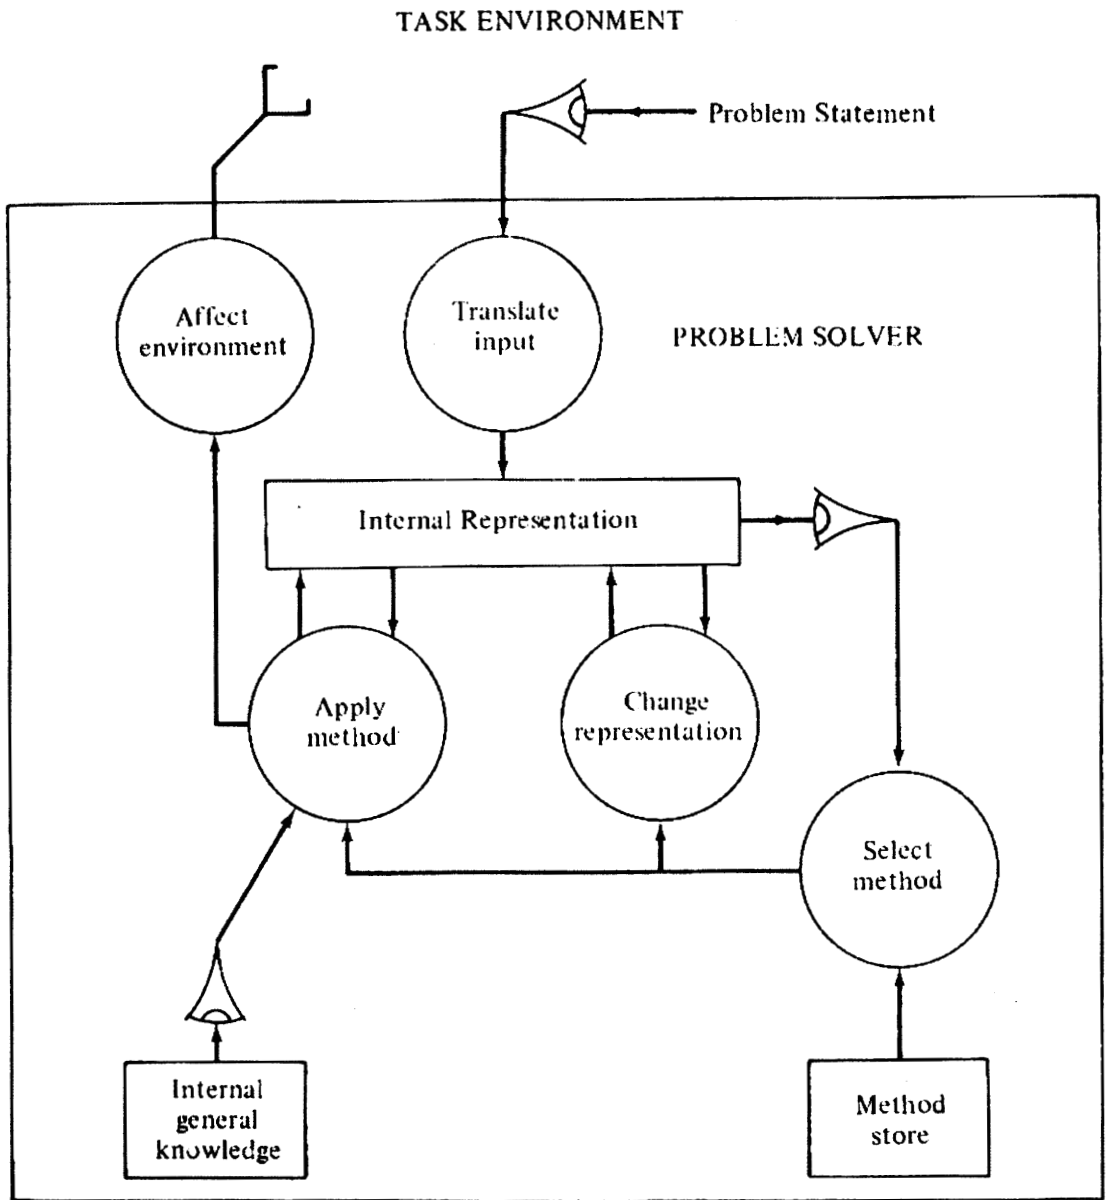 TASK ENVIRONMENT
Problem Statement
Affect
environment
Translate
input
PROBLEM SOLVER
Internal Representation
Apply
method
Change
representation
Select
method
Internal
general
knowledge
Method
store